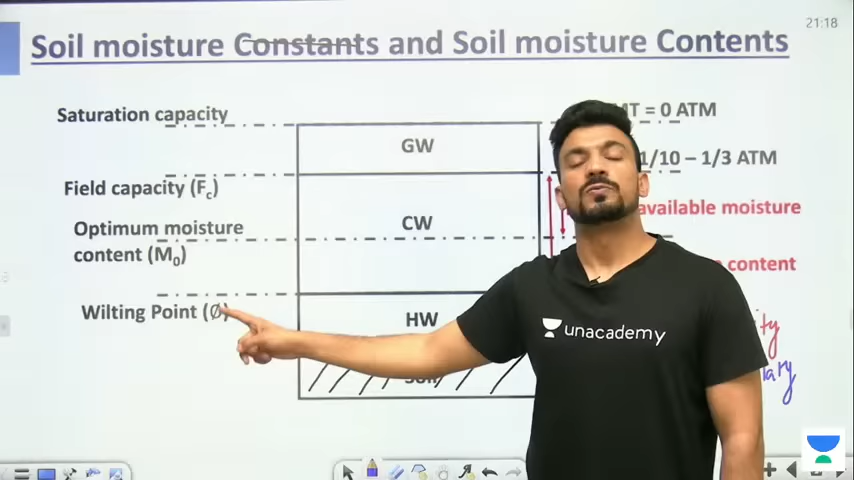 21:18
Soil moisture Constants and Soil moisture Contents
Saturation capacity
= 0 ATM
GW
1/10 – 1/3 ATM
Field capacity (Fc)
available moisture
Optimum moisture
content (M0)
CW
content
Wilting Point (Ø)
HW
unacademy